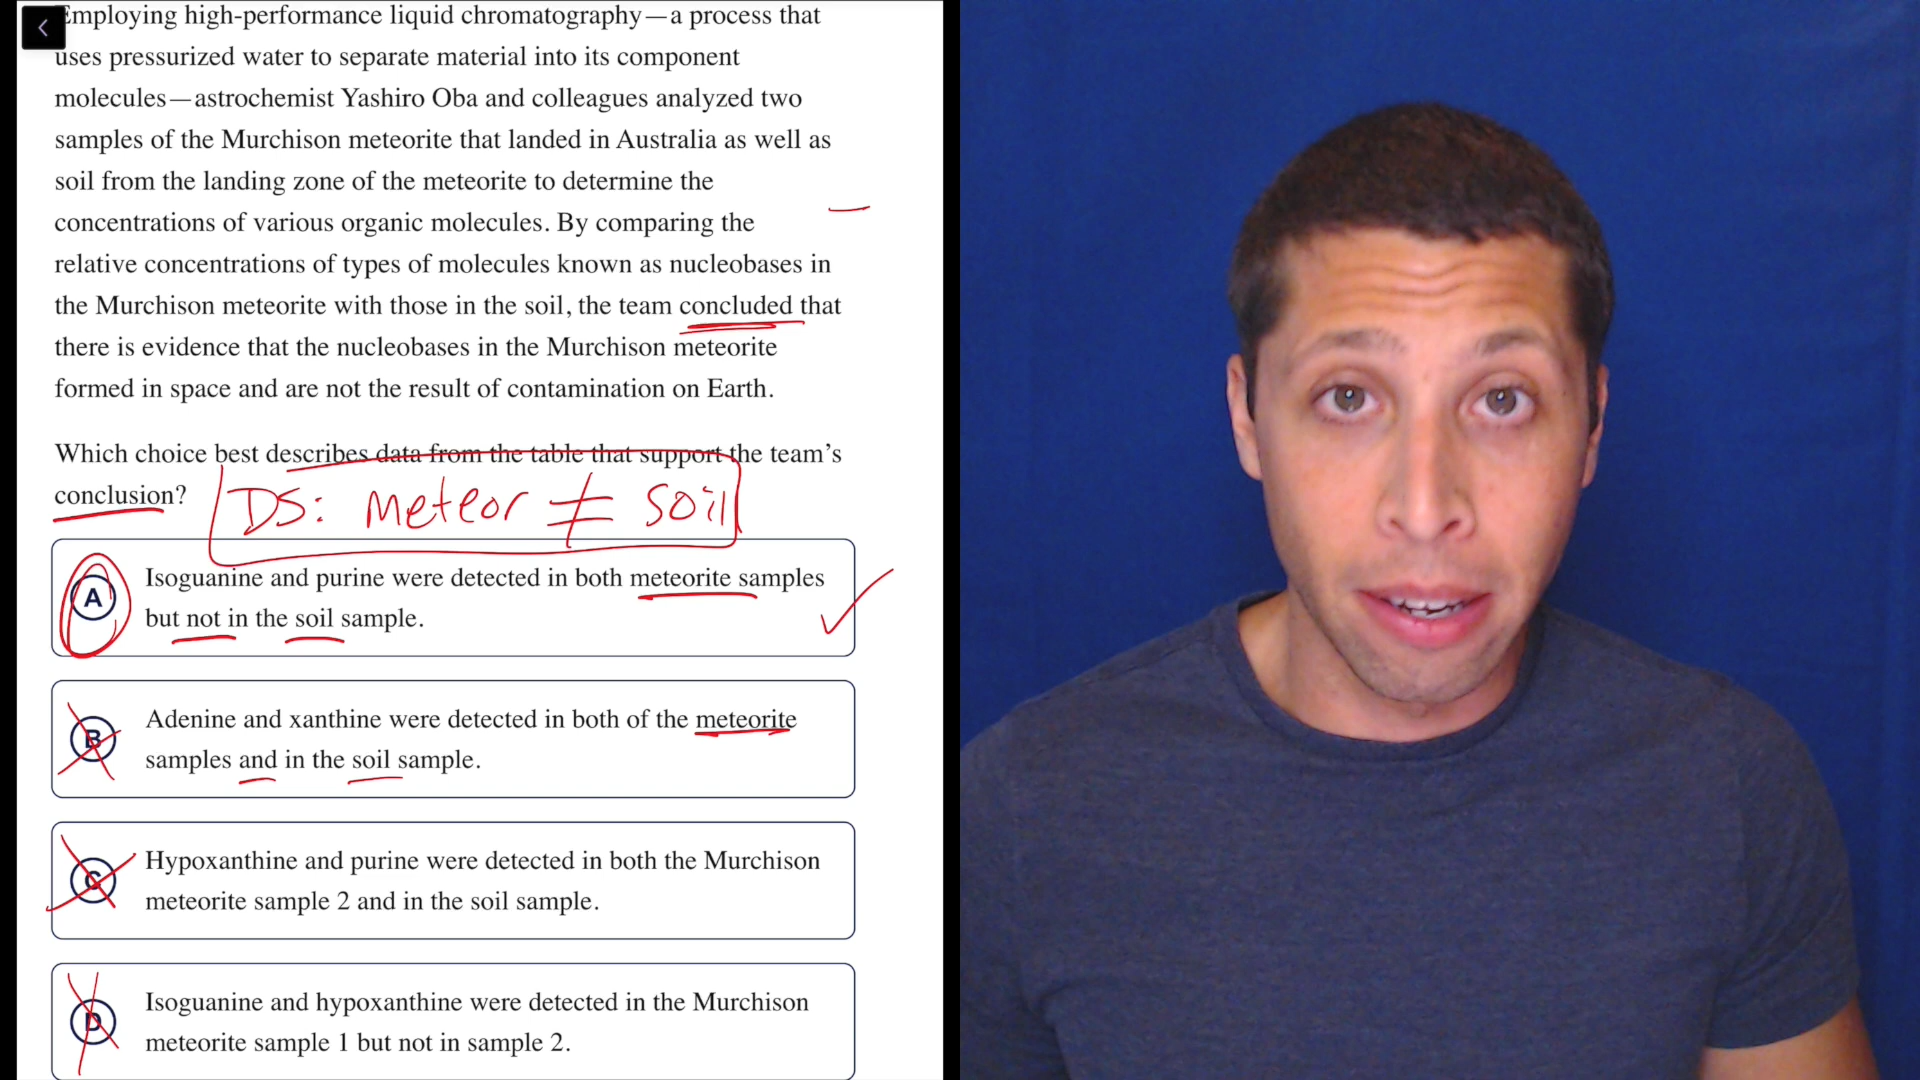 Employing high-performance liquid chromatography—a process that
uses pressurized water to separate material into its component
molecules—astrochemist Yashiro Oba and colleagues analyzed two
samples of the Murchison meteorite that landed in Australia as well as
soil from the landing zone of the meteorite to determine the
concentrations of various organic molecules. By comparing the
relative concentrations of types of molecules known as nucleobases in
the Murchison meteorite with those in the soil, the team concluded that
there is evidence that the nucleobases in the Murchison meteorite
formed in space and are not the result of contamination on Earth.
Which choice best describes data from the table that support the team's
conclusion?
DS: meteor ≠ soil
A Isoguanine and purine were detected in both meteorite samples
but not in the soil sample.
B Adenine and xanthine were detected in both of the meteorite
samples and in the soil sample.
C Hypoxanthine and purine were detected in both the Murchison
meteorite sample 2 and in the soil sample.
D Isoguanine and hypoxanthine were detected in the Murchison
meteorite sample 1 but not in sample 2.